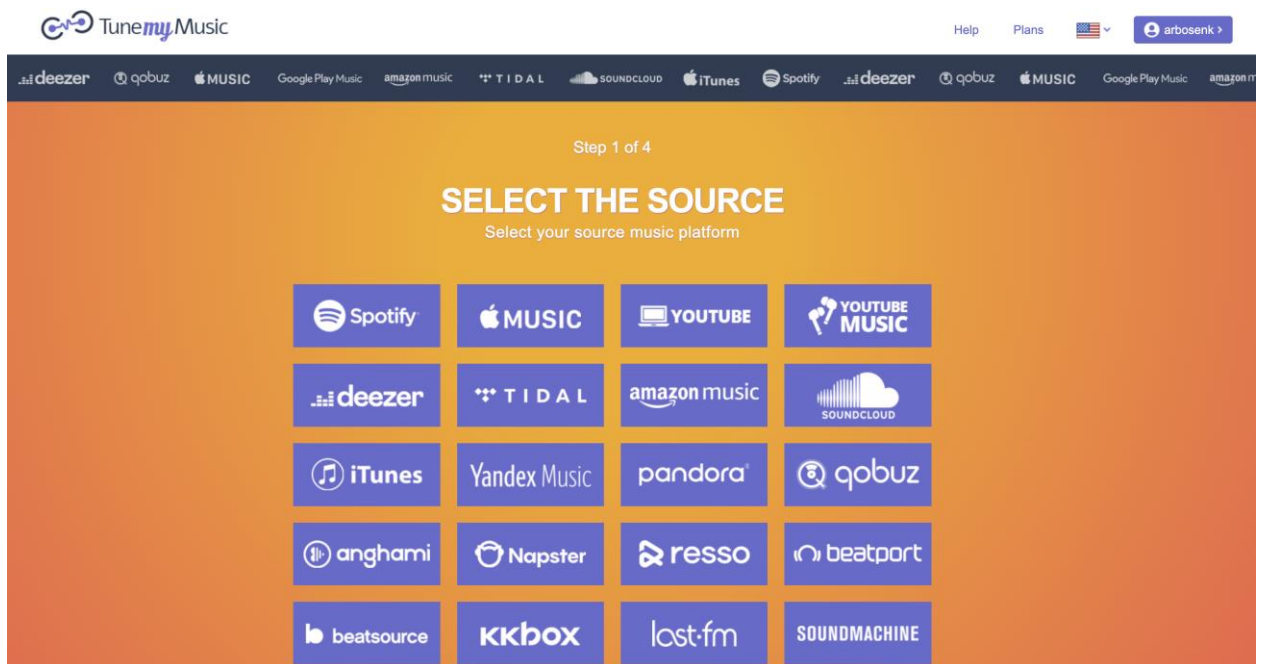 TunemyMusic
Help Plans arbosenk >
deezer qobuz MUSIC Google Play Music amazon music TIDAL SOUNDCLOUD iTunes Spotify deezer qobuz MUSIC Google Play Music amazon m
Step 1 of 4
SELECT THE SOURCE
Select your source music platform
Spotify MUSIC YOUTUBE YOUTUBE MUSIC
deezer TIDAL amazon music SOUNDCLOUD
iTunes Yandex Music pandora qobuz
anghami Napster resso beatport
beatsource KKBOX last.fm SOUNDMACHINE